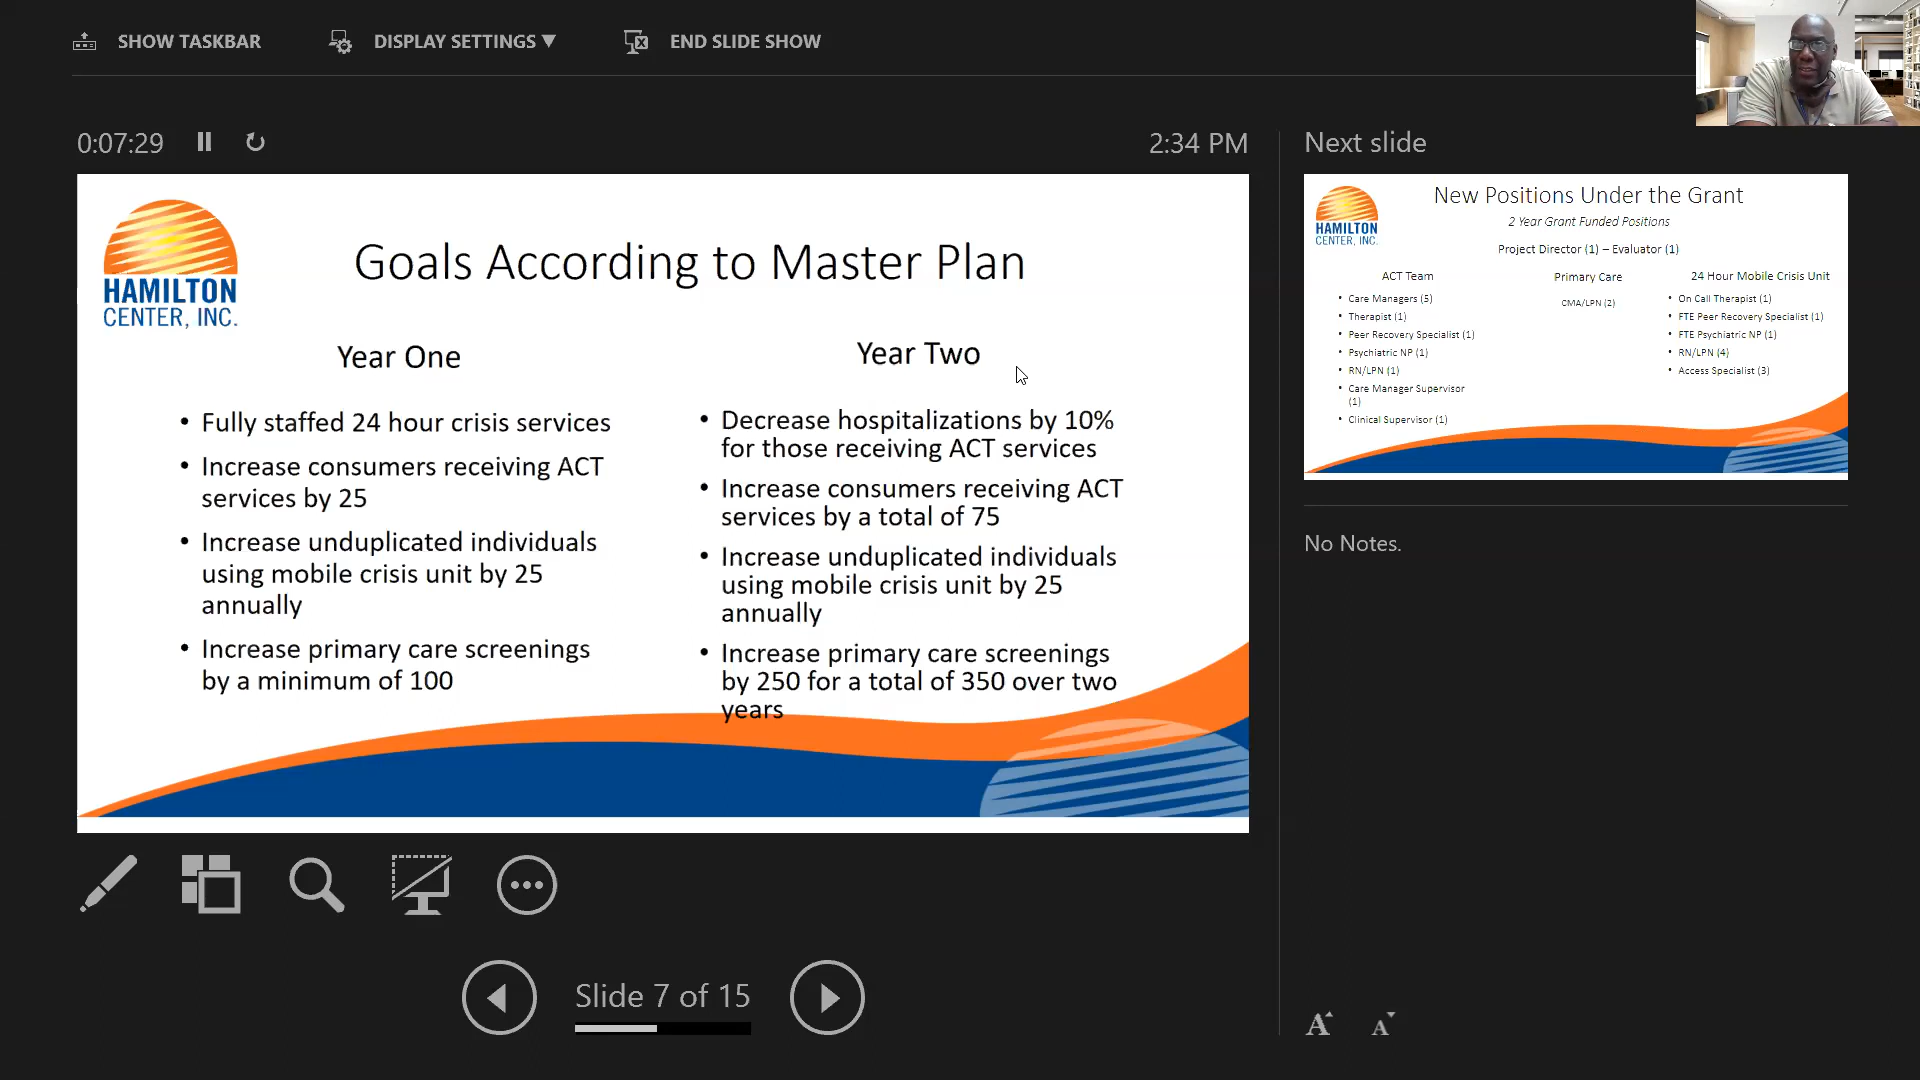 SHOW TASKBAR
DISPLAY SETTINGS ▼
END SLIDE SHOW
0:07:29
2:34 PM
HAMILTON
CENTER, INC.
Goals According to Master Plan
Year One
• Fully staffed 24 hour crisis services
• Increase consumers receiving ACT
services by 25
• Increase unduplicated individuals
using mobile crisis unit by 25
annually
• Increase primary care screenings
by a minimum of 100
Year Two
• Decrease hospitalizations by 10%
for those receiving ACT services
• Increase consumers receiving ACT
services by a total of 75
• Increase unduplicated individuals
using mobile crisis unit by 25
annually
• Increase primary care screenings
by 250 for a total of 350 over two
years
Slide 7 of 15
Next slide
HAMILTON
CENTER, INC.
New Positions Under the Grant
2 Year Grant Funded Positions
Project Director (1) – Evaluator (1)
ACT Team
• Care Managers (5)
• Therapist (1)
• Peer Recovery Specialist (1)
• Psychiatric NP (1)
• RN/LPN (1)
• Care Manager Supervisor
(1)
• Clinical Supervisor (1)
Primary Care
CMA/LPN (2)
24 Hour Mobile Crisis Unit
• On Call Therapist (1)
• FTE Peer Recovery Specialist (1)
• FTE Psychiatric NP (1)
• RN/LPN (4)
• Access Specialist (3)
No Notes.
A A